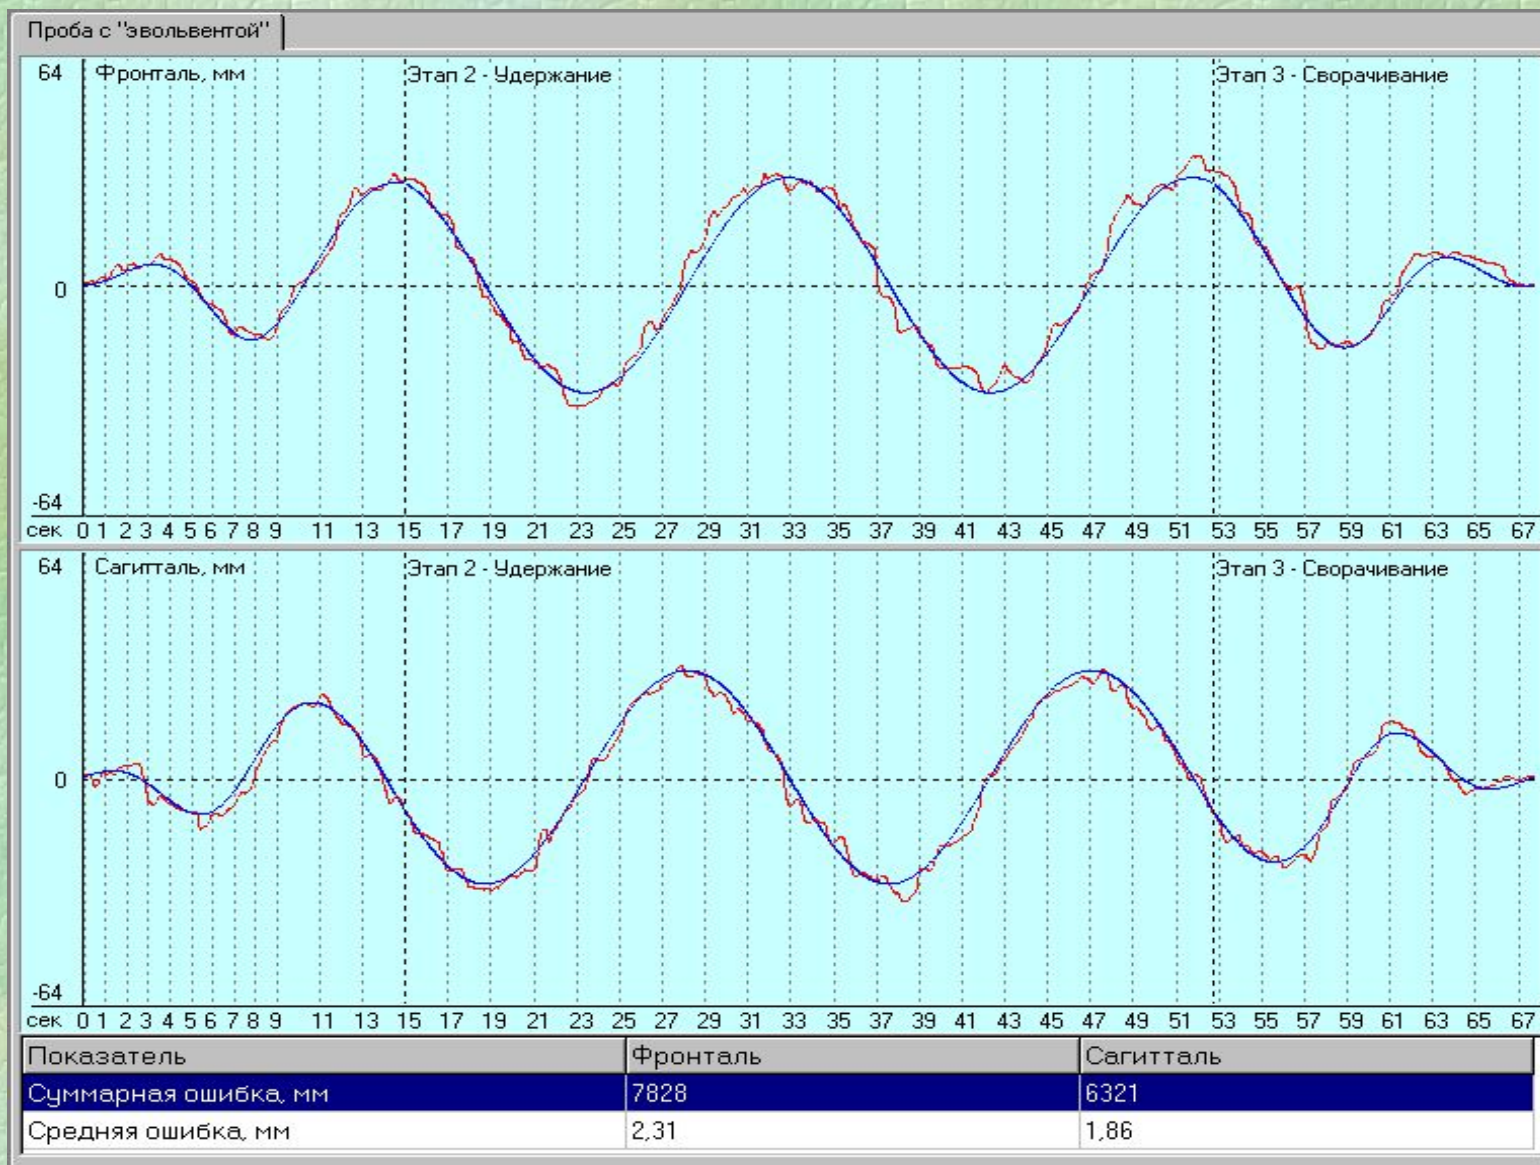 Проба с "эвольвентой"
64 Фронталь, мм Этап 2 - Удержание Этап 3 - Сворачивание
0
-64
сек 0 1 2 3 4 5 6 7 8 9 11 13 15 17 19 21 23 25 27 29 31 33 35 37 39 41 43 45 47 49 51 53 55 57 59 61 63 65 67
64 Сагитталь, мм Этап 2 - Удержание Этап 3 - Сворачивание
0
-64
сек 0 1 2 3 4 5 6 7 8 9 11 13 15 17 19 21 23 25 27 29 31 33 35 37 39 41 43 45 47 49 51 53 55 57 59 61 63 65 67
Показатель Фронталь Сагитталь
Суммарная ошибка, мм 7828 6321
Средняя ошибка, мм 2,31 1,86